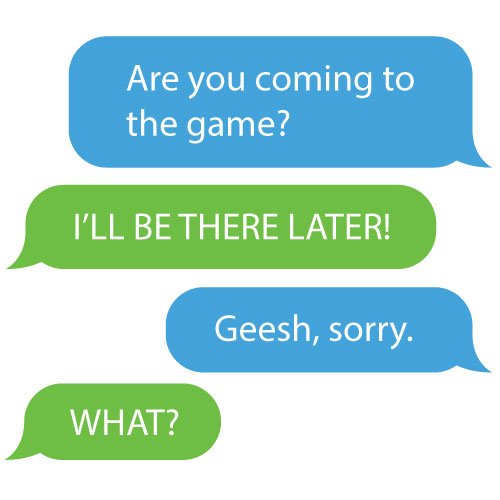 Are you coming to
the game?
I’LL BE THERE LATER!
Geesh, sorry.
WHAT?